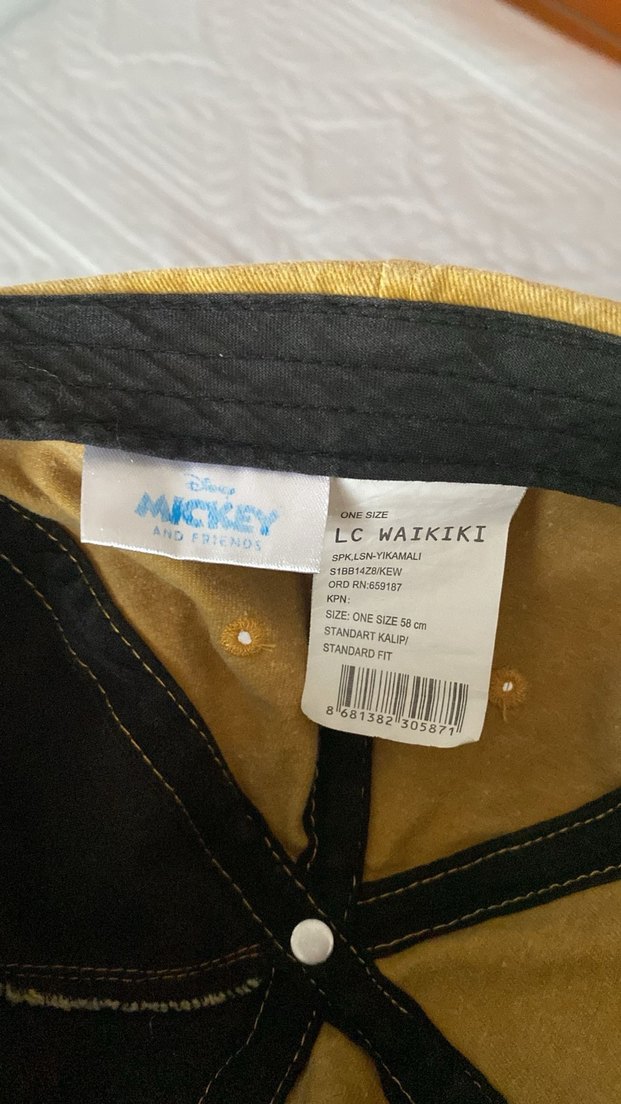 Disney
MICKEY
AND FRIENDS
ONE SIZE
LC WAIKIKI
SPK,LSN-YIKAMALI
S1BB14Z8/KEW
ORD RN:659187
KPN:
SIZE: ONE SIZE 58 cm
STANDART KALIP/
STANDARD FIT
8 681382 305871